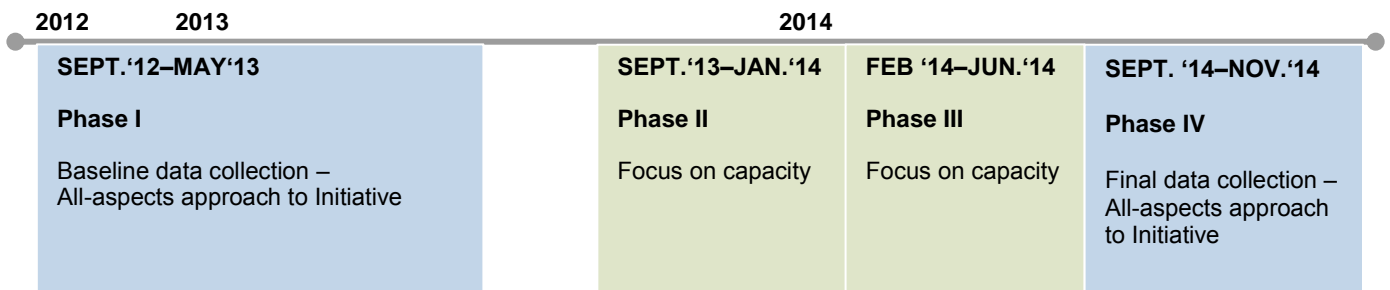 2012 2013 2014
SEPT.‘12–MAY‘13
Phase I
Baseline data collection –
All-aspects approach to Initiative
SEPT.‘13–JAN.‘14
Phase II
Focus on capacity
FEB ‘14–JUN.‘14
Phase III
Focus on capacity
SEPT. ‘14–NOV.‘14
Phase IV
Final data collection –
All-aspects approach
to Initiative